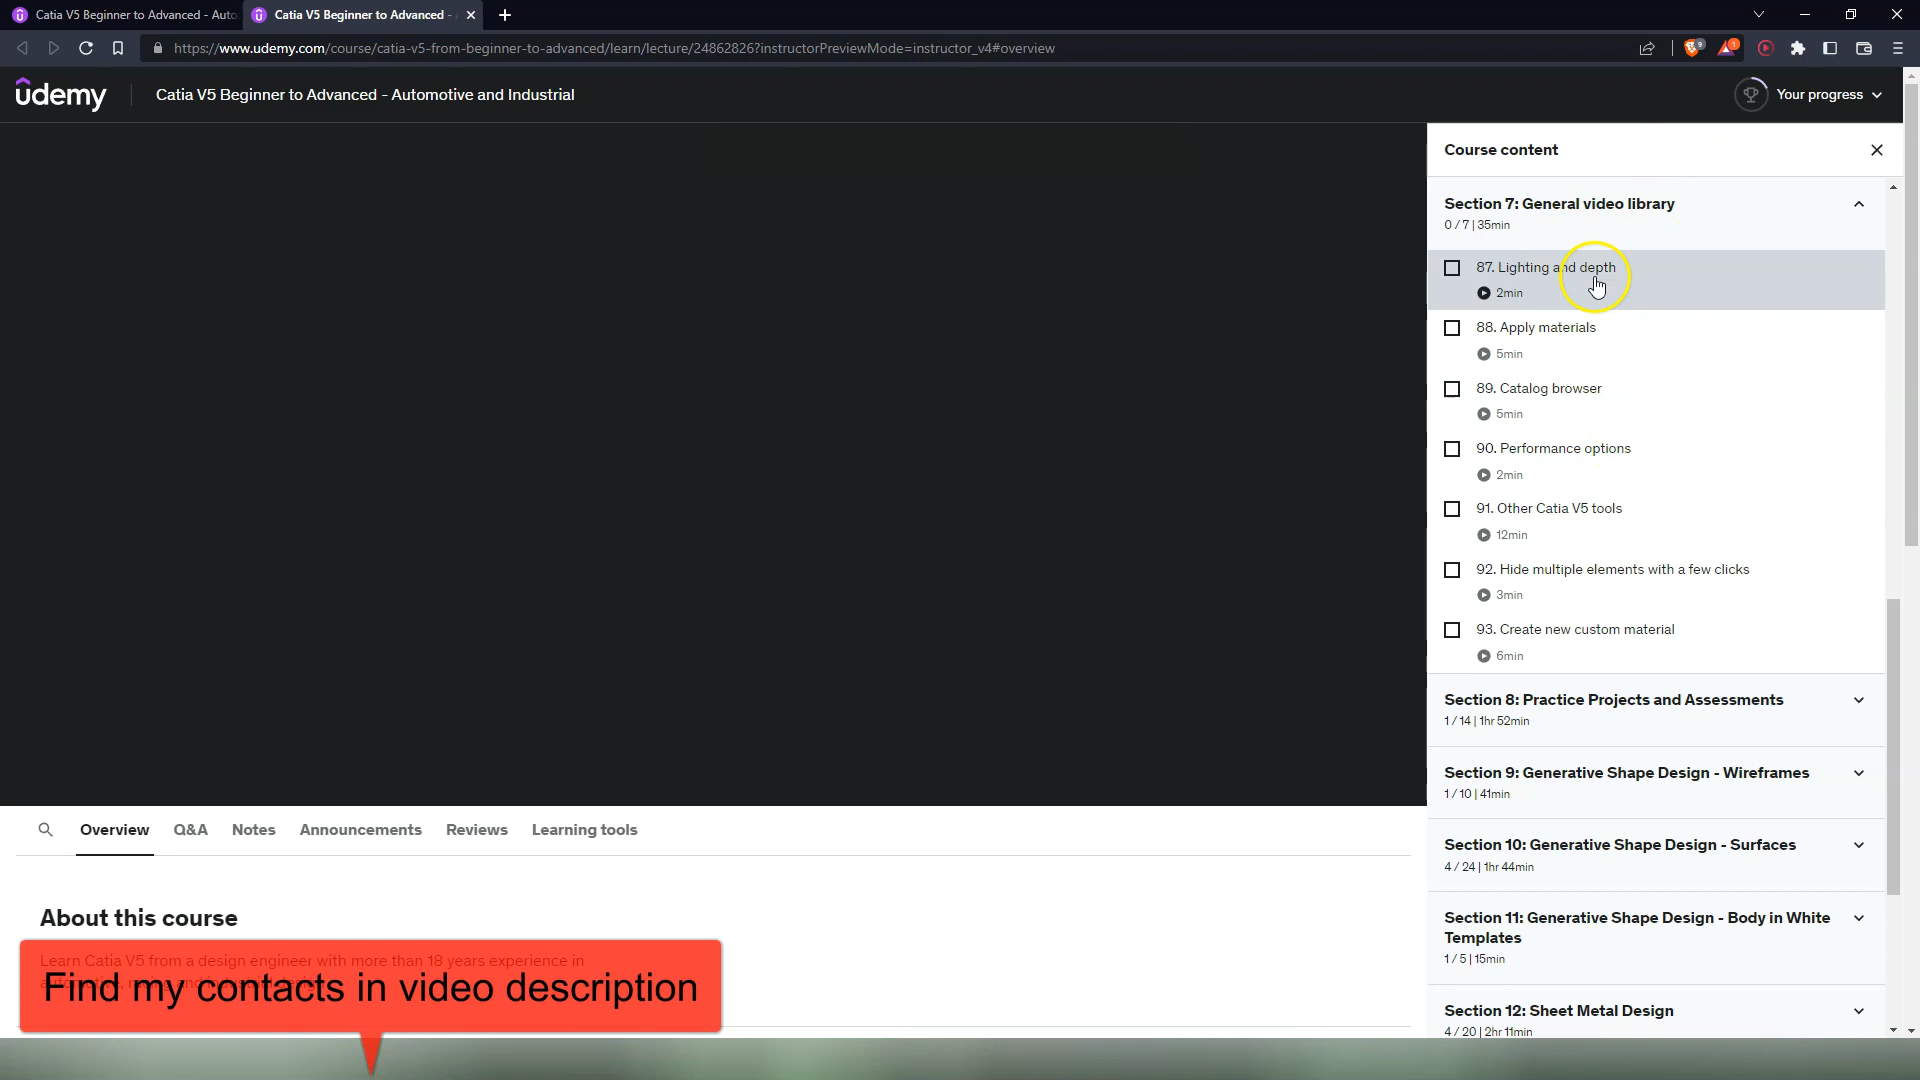 Catia V5 Beginner to Advanced - Auto
Catia V5 Beginner to Advanced -
https://www.udemy.com/course/catia-v5-from-beginner-to-advanced/learn/lecture/24862826?instructorPreviewMode=instructor_v4#overview
9
1
udemy
Catia V5 Beginner to Advanced - Automotive and Industrial
Your progress
Course content
Section 7: General video library
0 / 7 | 35min
87. Lighting and depth
2min
88. Apply materials
5min
89. Catalog browser
5min
90. Performance options
2min
91. Other Catia V5 tools
12min
92. Hide multiple elements with a few clicks
3min
93. Create new custom material
6min
Section 8: Practice Projects and Assessments
1 / 14 | 1hr 52min
Section 9: Generative Shape Design - Wireframes
1 / 10 | 41min
Section 10: Generative Shape Design - Surfaces
4 / 24 | 1hr 44min
Section 11: Generative Shape Design - Body in White
Templates
1 / 5 | 15min
Section 12: Sheet Metal Design
4 / 20 | 2hr 11min
Overview
Q&A
Notes
Announcements
Reviews
Learning tools
About this course
Learn Catia V5 from a design engineer with more than 18 years experience in
Find my contacts in video description